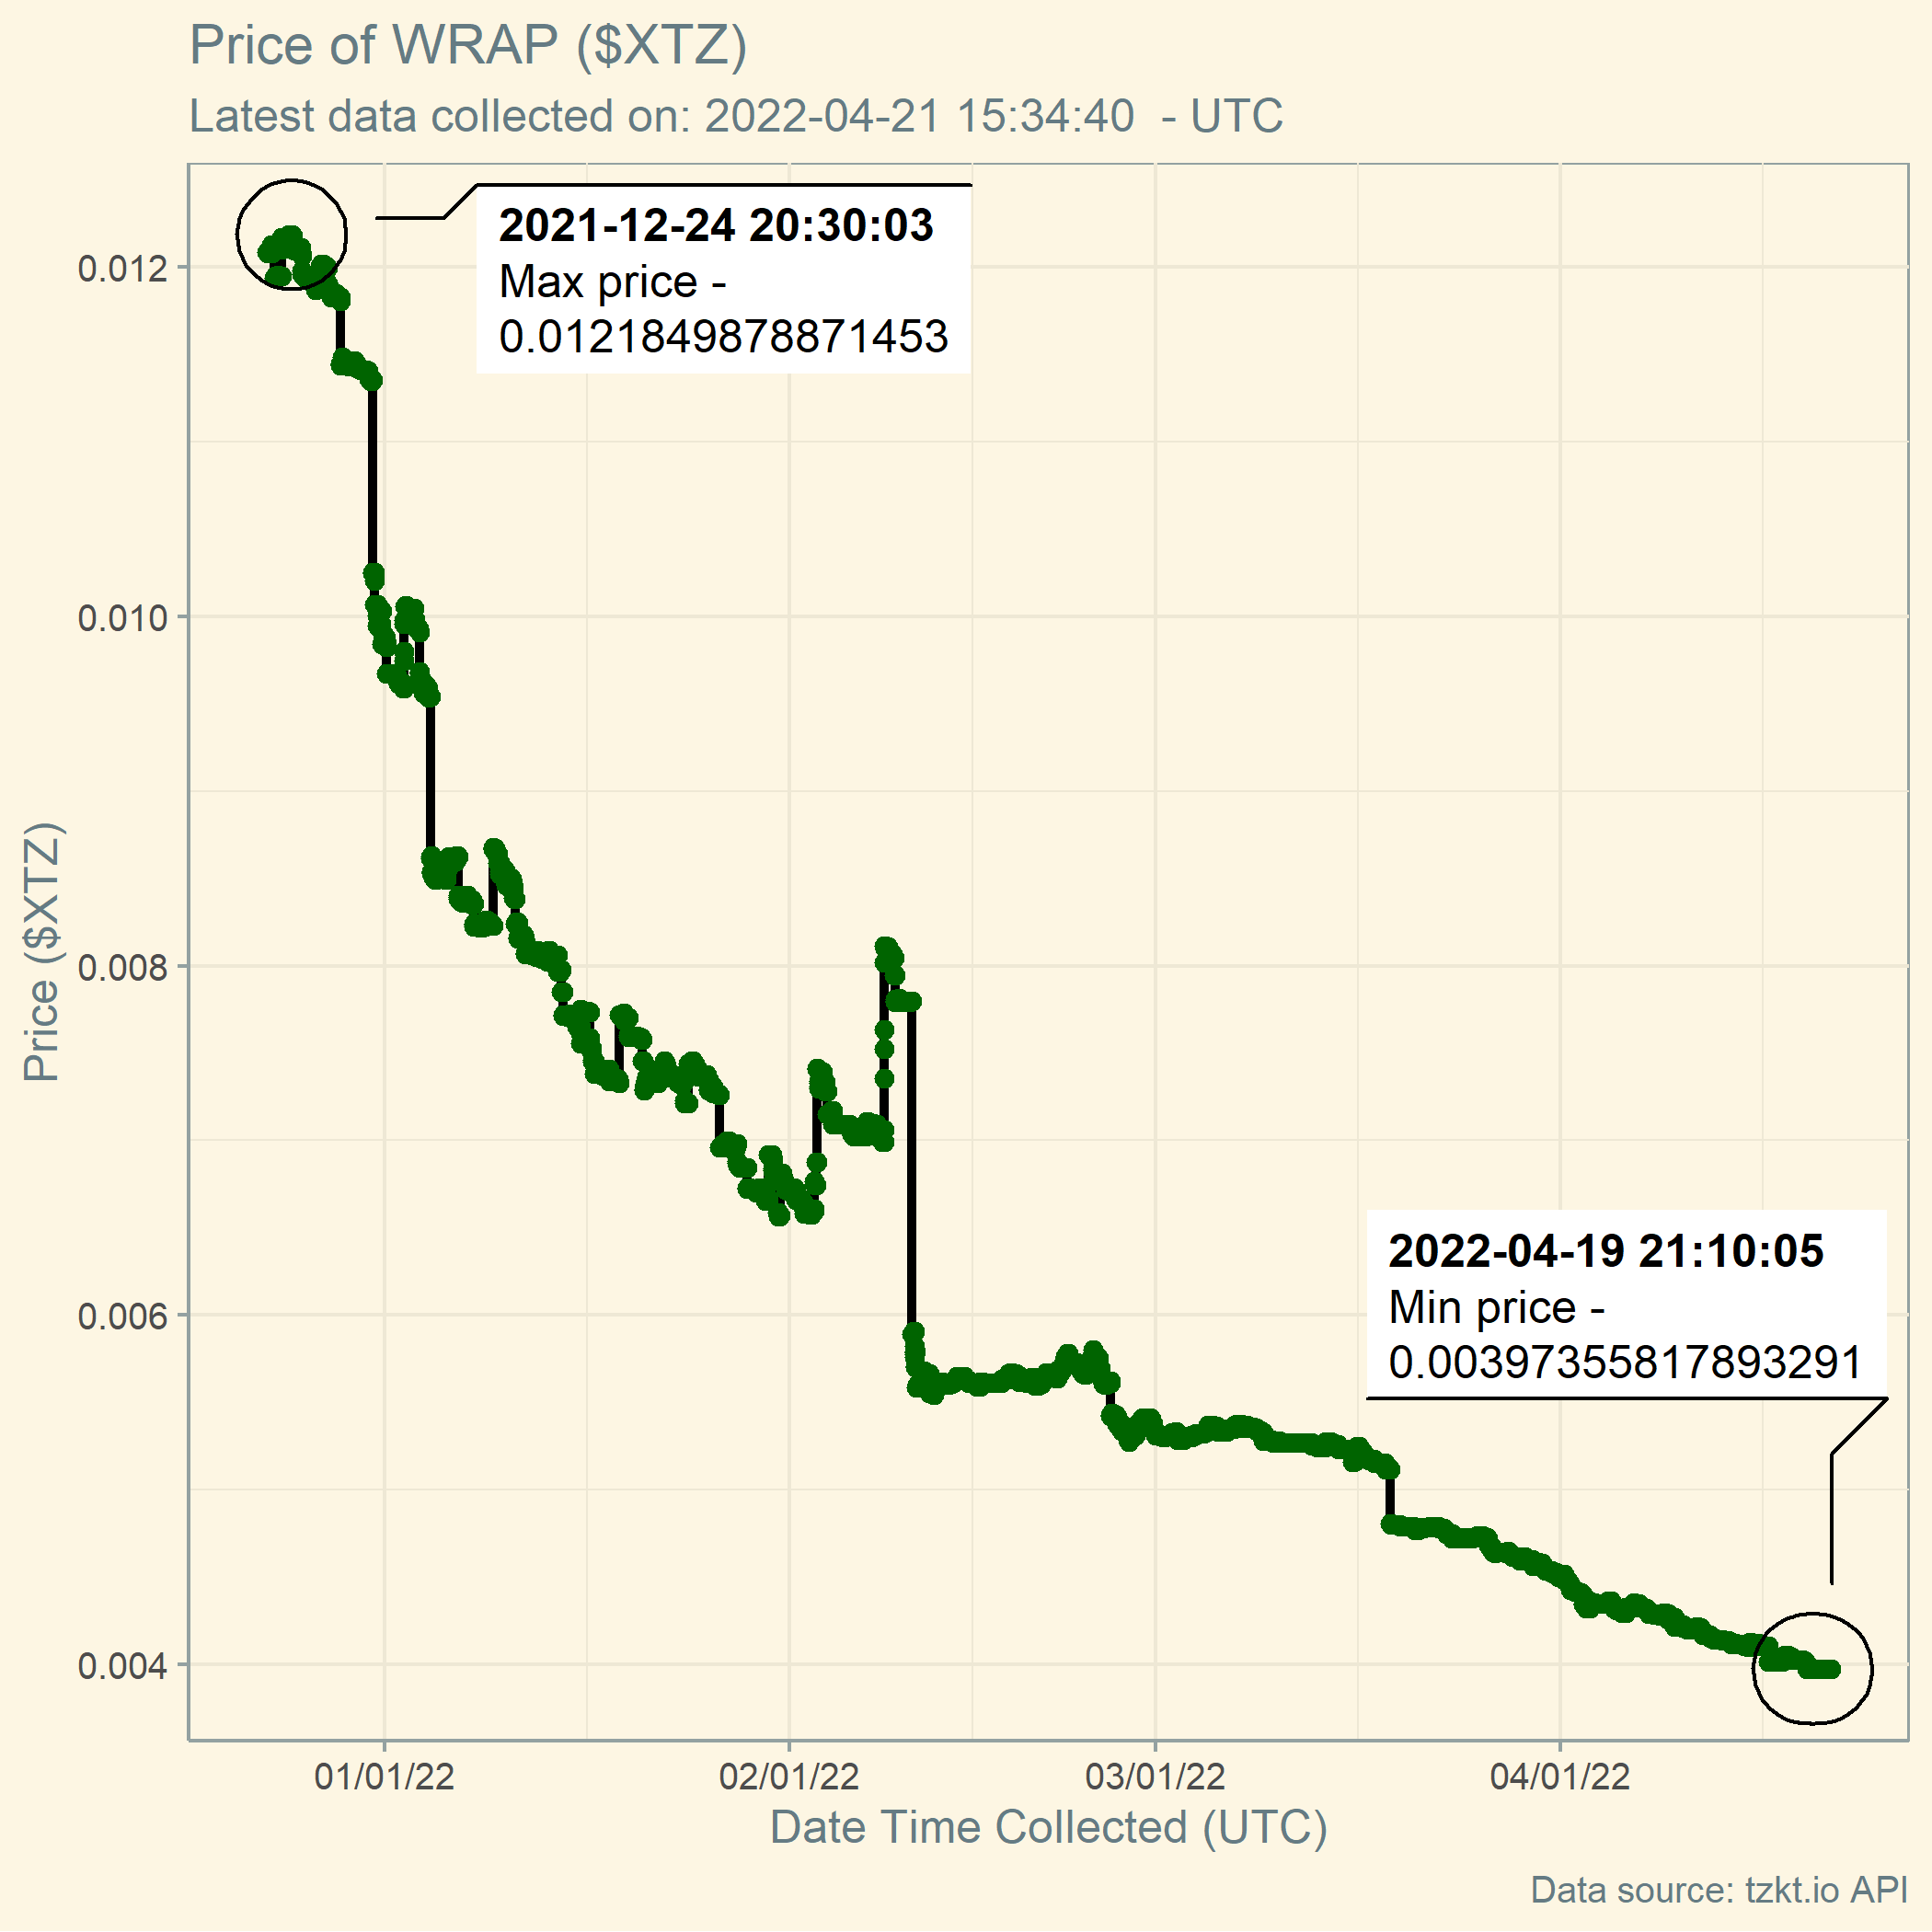 Price of WRAP ($XTZ)
Latest data collected on: 2022-04-21 15:34:40  - UTC
2021-12-24 20:30:03
Max price -
0.0121849878871453
0.012
0.010
0.008
0.006
0.004
Price ($XTZ)
2022-04-19 21:10:05
Min price -
0.00397355817893291
01/01/22
02/01/22
03/01/22
04/01/22
Date Time Collected (UTC)
Data source: tzkt.io API